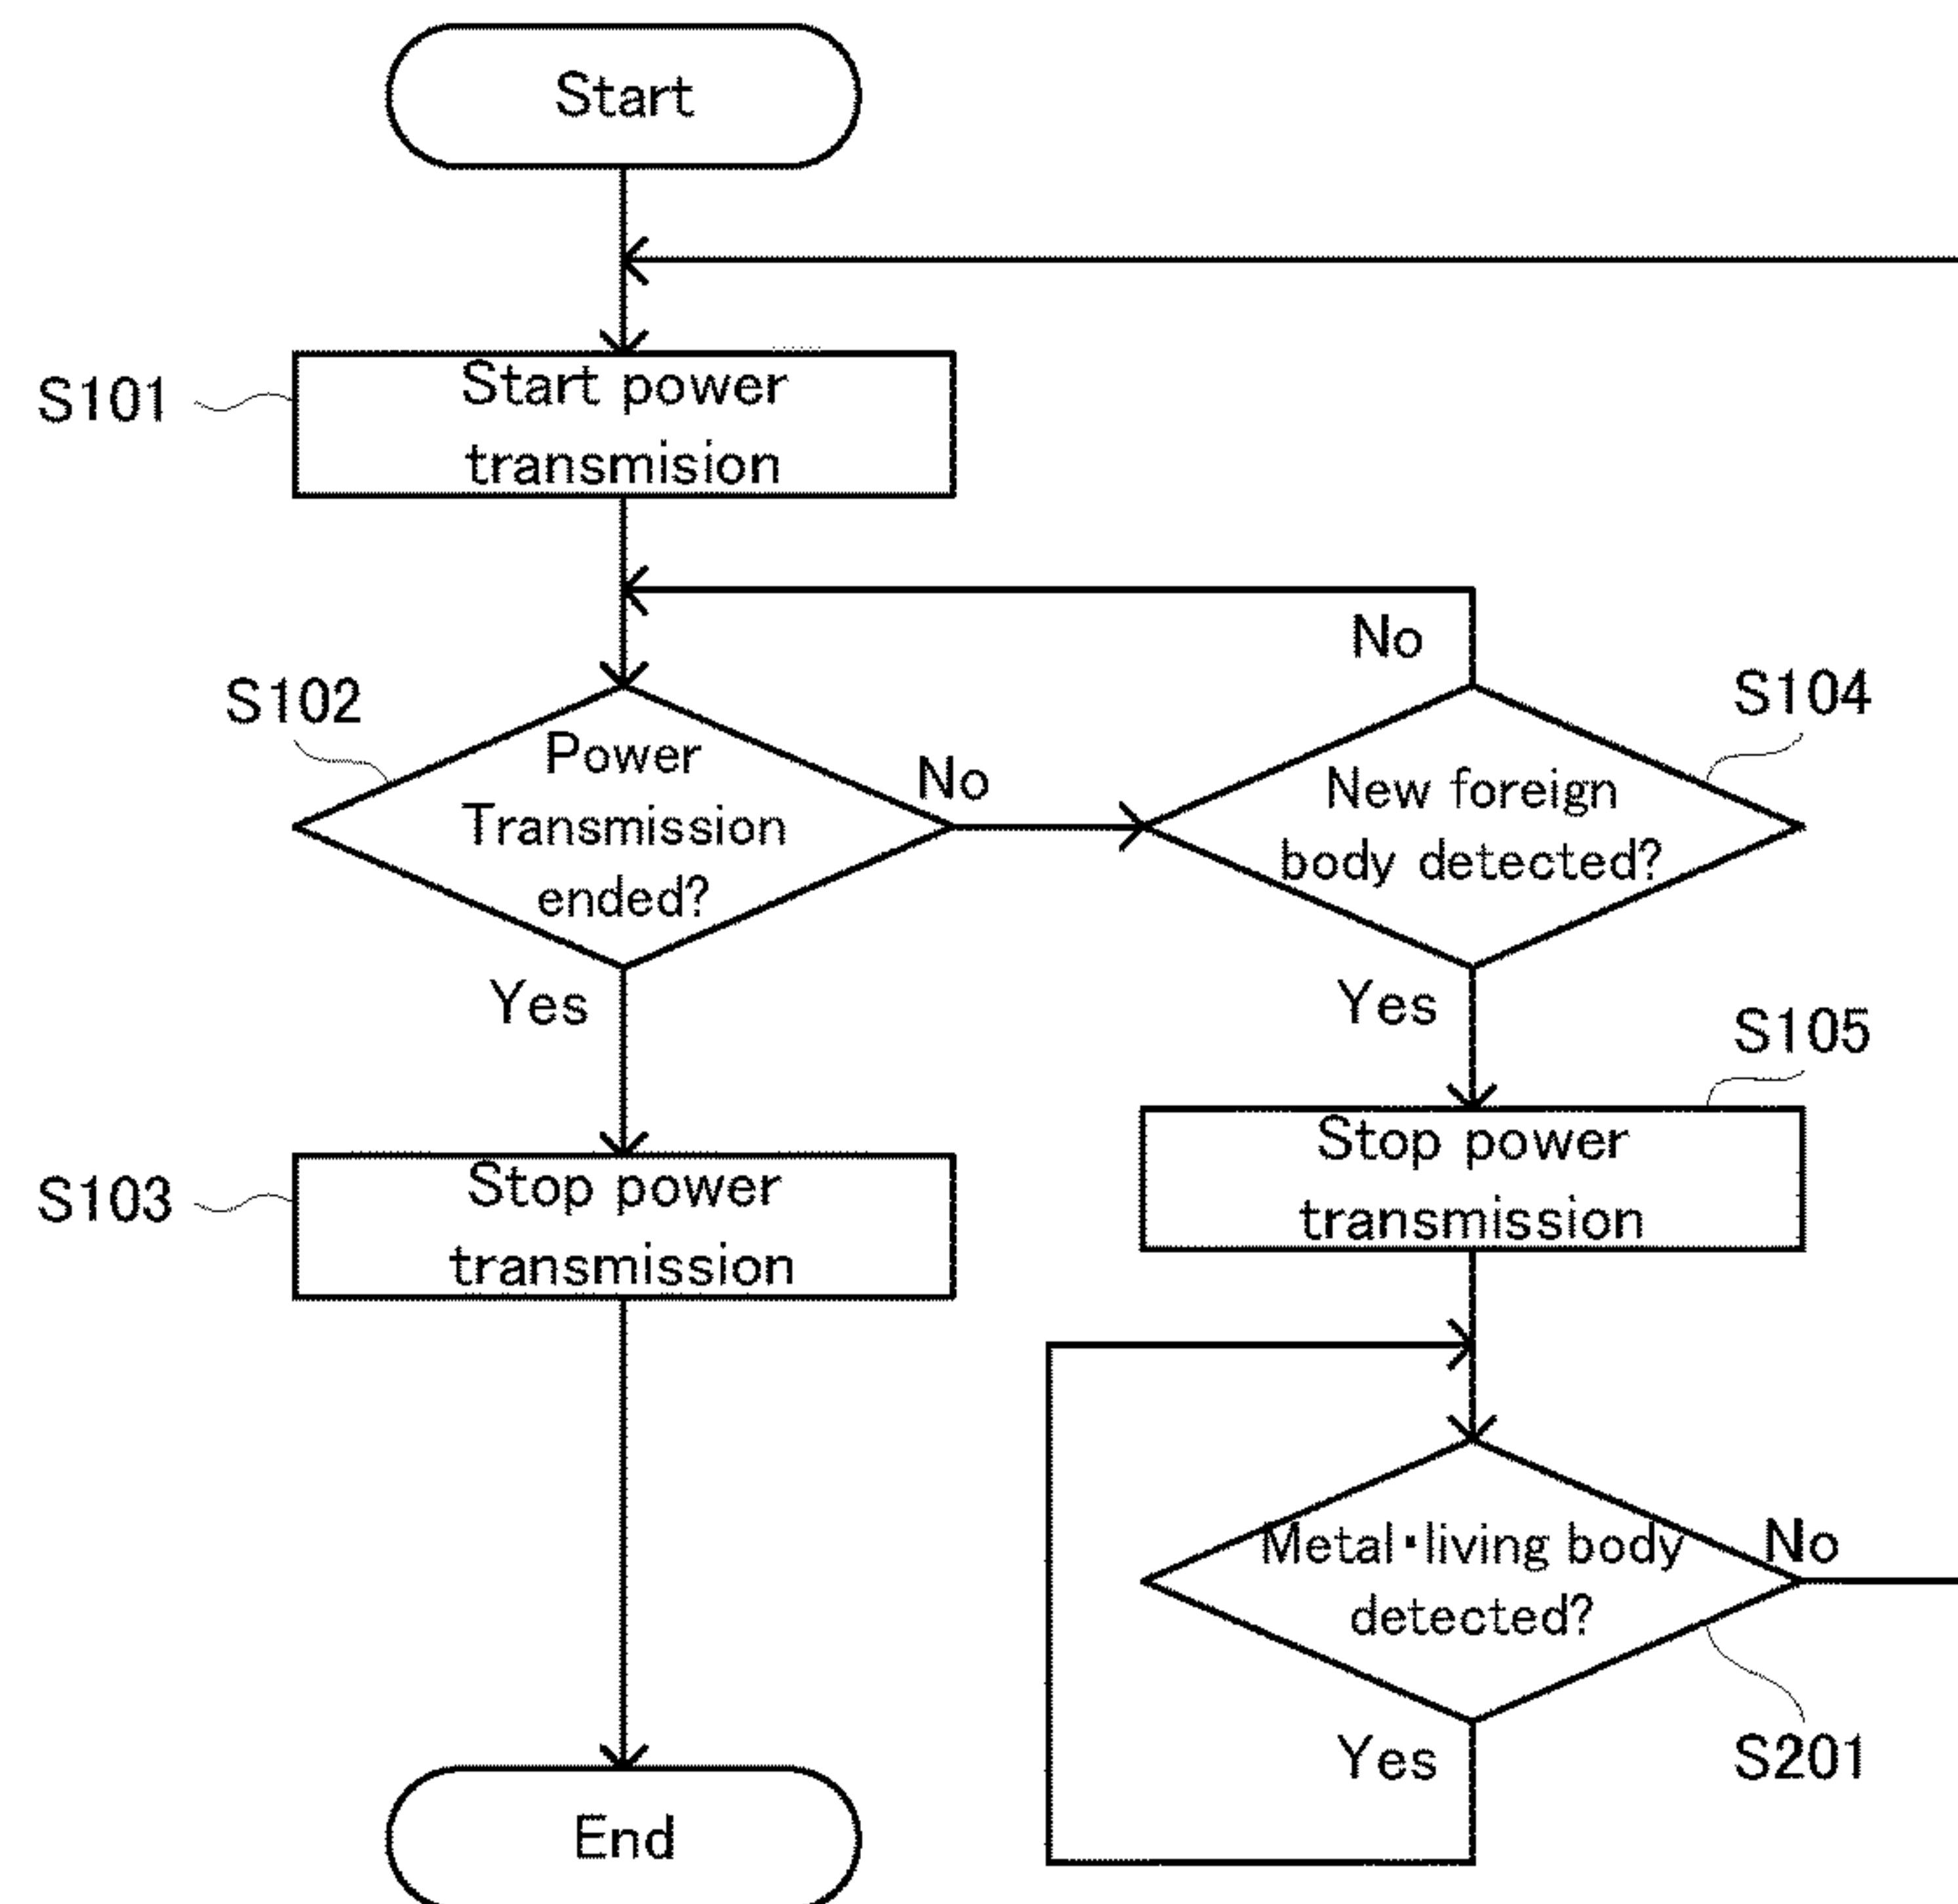 Start
S101
Start power
transmision
No
S102
Power
Transmission
ended?
No
S104
New foreign
body detected?
Yes
Yes
S105
Stop power
transmission
S103
Stop power
transmission
Metal·living body
detected?
No
Yes
S201
End